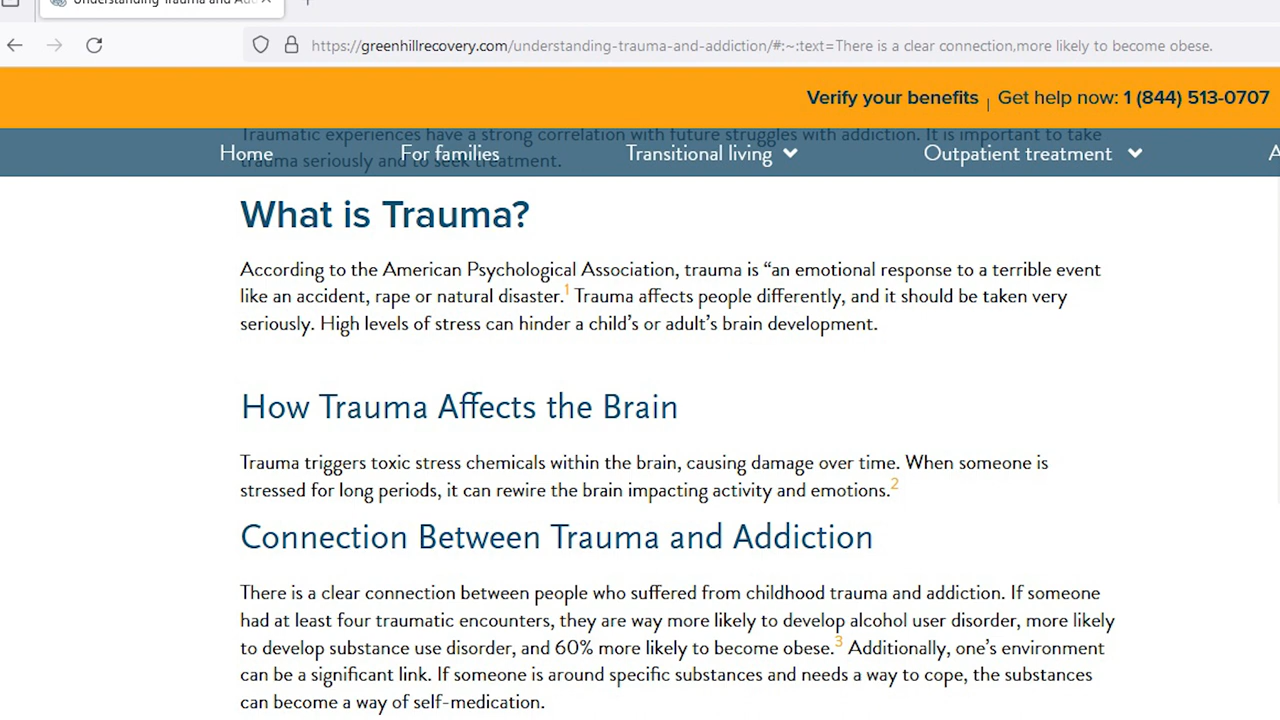 Understanding Trauma and Add
https://greenhillrecovery.com/understanding-trauma-and-addiction/#:~:text=There is a clear connection,more likely to become obese.
Verify your benefits | Get help now: 1 (844) 513-0707
Traumatic experiences have a strong correlation with future struggles with addiction. It is important to take
trauma seriously and to seek treatment.
Home For families Transitional living Outpatient treatment A
What is Trauma?
According to the American Psychological Association, trauma is “an emotional response to a terrible event
like an accident, rape or natural disaster.1 Trauma affects people differently, and it should be taken very
seriously. High levels of stress can hinder a child’s or adult’s brain development.
How Trauma Affects the Brain
Trauma triggers toxic stress chemicals within the brain, causing damage over time. When someone is
stressed for long periods, it can rewire the brain impacting activity and emotions.2
Connection Between Trauma and Addiction
There is a clear connection between people who suffered from childhood trauma and addiction. If someone
had at least four traumatic encounters, they are way more likely to develop alcohol user disorder, more likely
to develop substance use disorder, and 60% more likely to become obese.3 Additionally, one’s environment
can be a significant link. If someone is around specific substances and needs a way to cope, the substances
can become a way of self-medication.